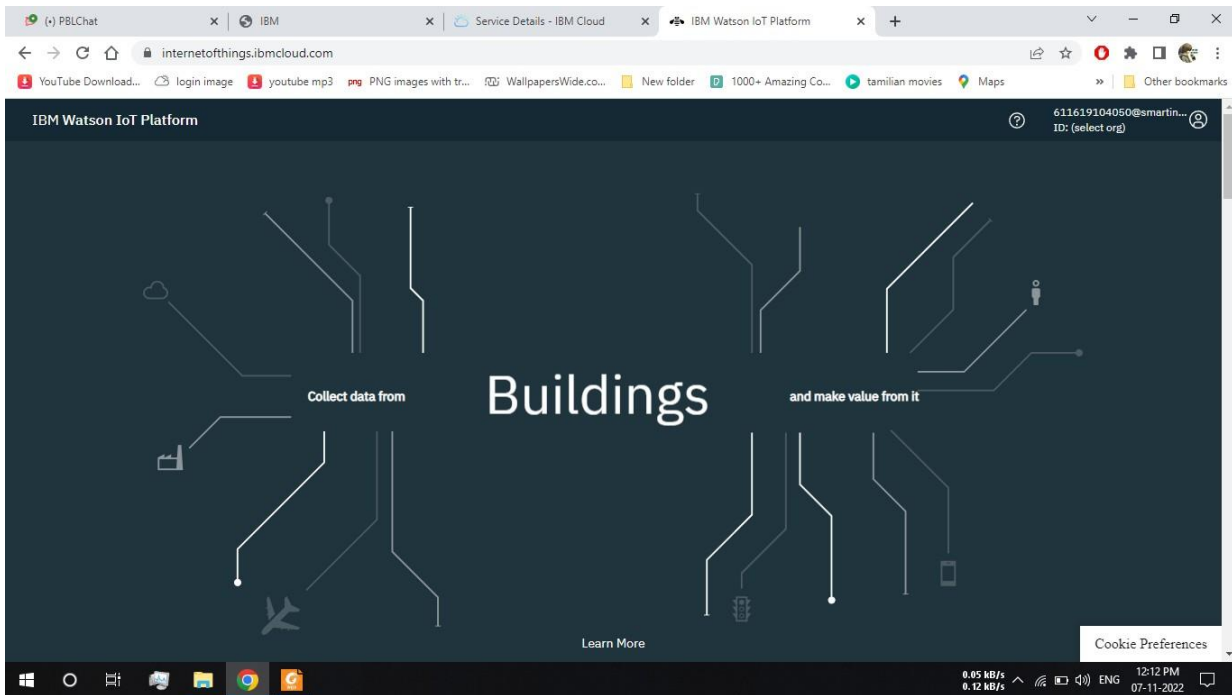 (•) PBLChat
IBM
Service Details - IBM Cloud
IBM Watson IoT Platform
internetofthings.ibmcloud.com
YouTube Download...
login image
youtube mp3
png PNG images with tr...
WallpapersWide.co...
New folder
1000+ Amazing Co...
tamilian movies
Maps
»
Other bookmarks
IBM Watson IoT Platform
611619104050@smartin...
ID: (select org)
Collect data from
Buildings
and make value from it
Learn More
Cookie Preferences
0.05 kB/s
0.12 kB/s
ENG
12:12 PM
07-11-2022